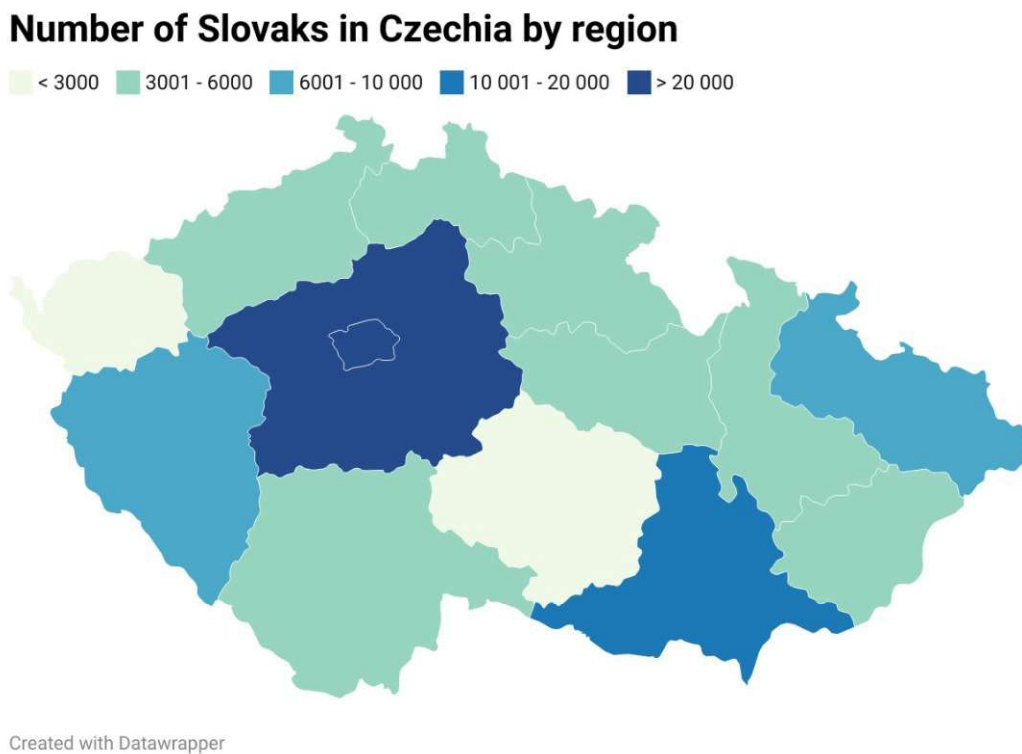 Number of Slovaks in Czechia by region
< 3000 3001 - 6000 6001 - 10 000 10 001 - 20 000 > 20 000
Created with Datawrapper